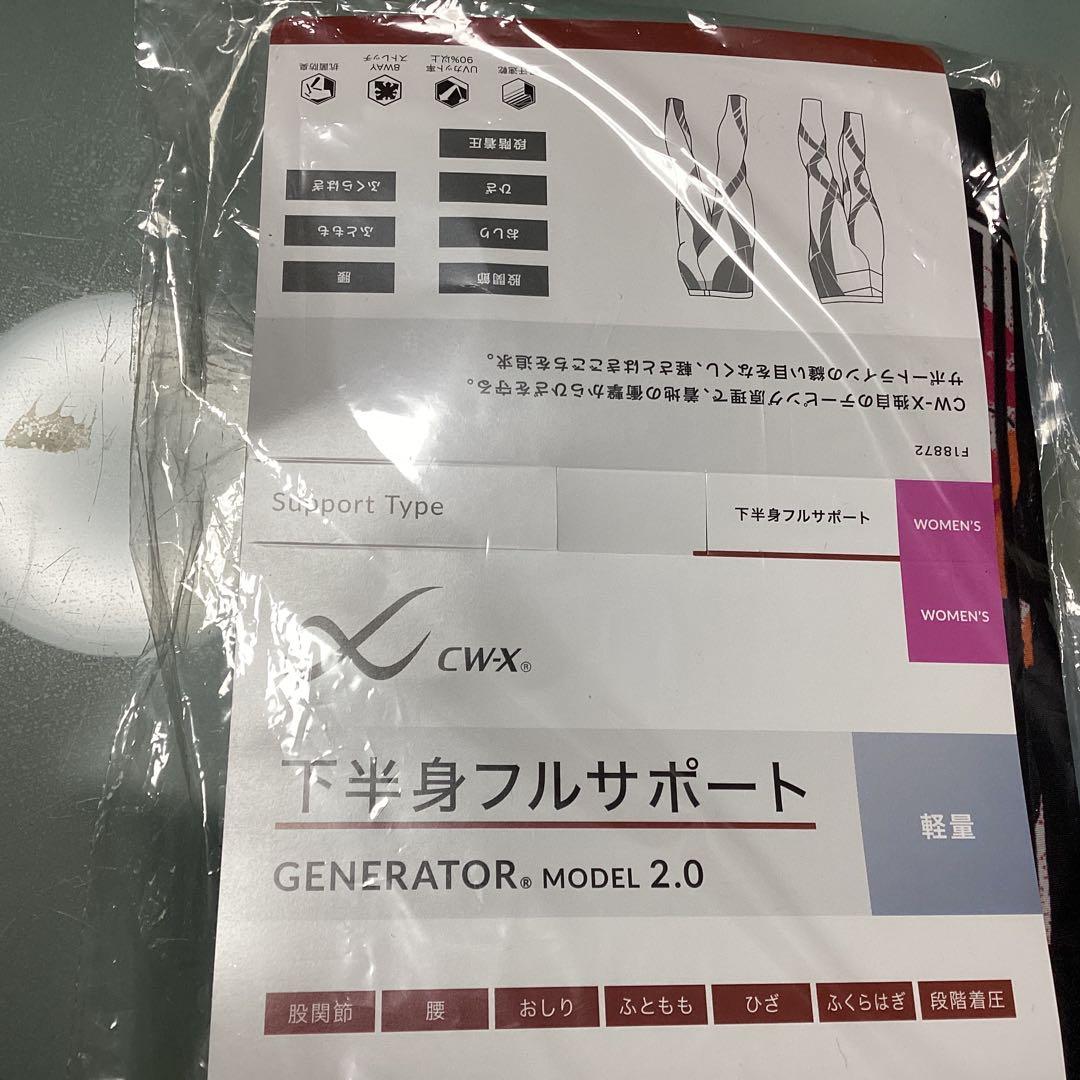 抗菌防臭
8WAY
ストレッチ
UVカット率
90%以上
汗速乾
段階着圧
ふくらはぎ
ひざ
ふともも
おしり
腰
股関節
CW-X独自のテーピング原理で、着地の衝撃からひざを守る。
サポートラインの縫い目をなくし、軽さとはきごこちを追求。
F18872
Support Type
下半身フルサポート
WOMEN'S
WOMEN'S
CW-X®
下半身フルサポート
軽量
GENERATOR® MODEL 2.0
股関節
腰
おしり
ふともも
ひざ
ふくらはぎ
段階着圧